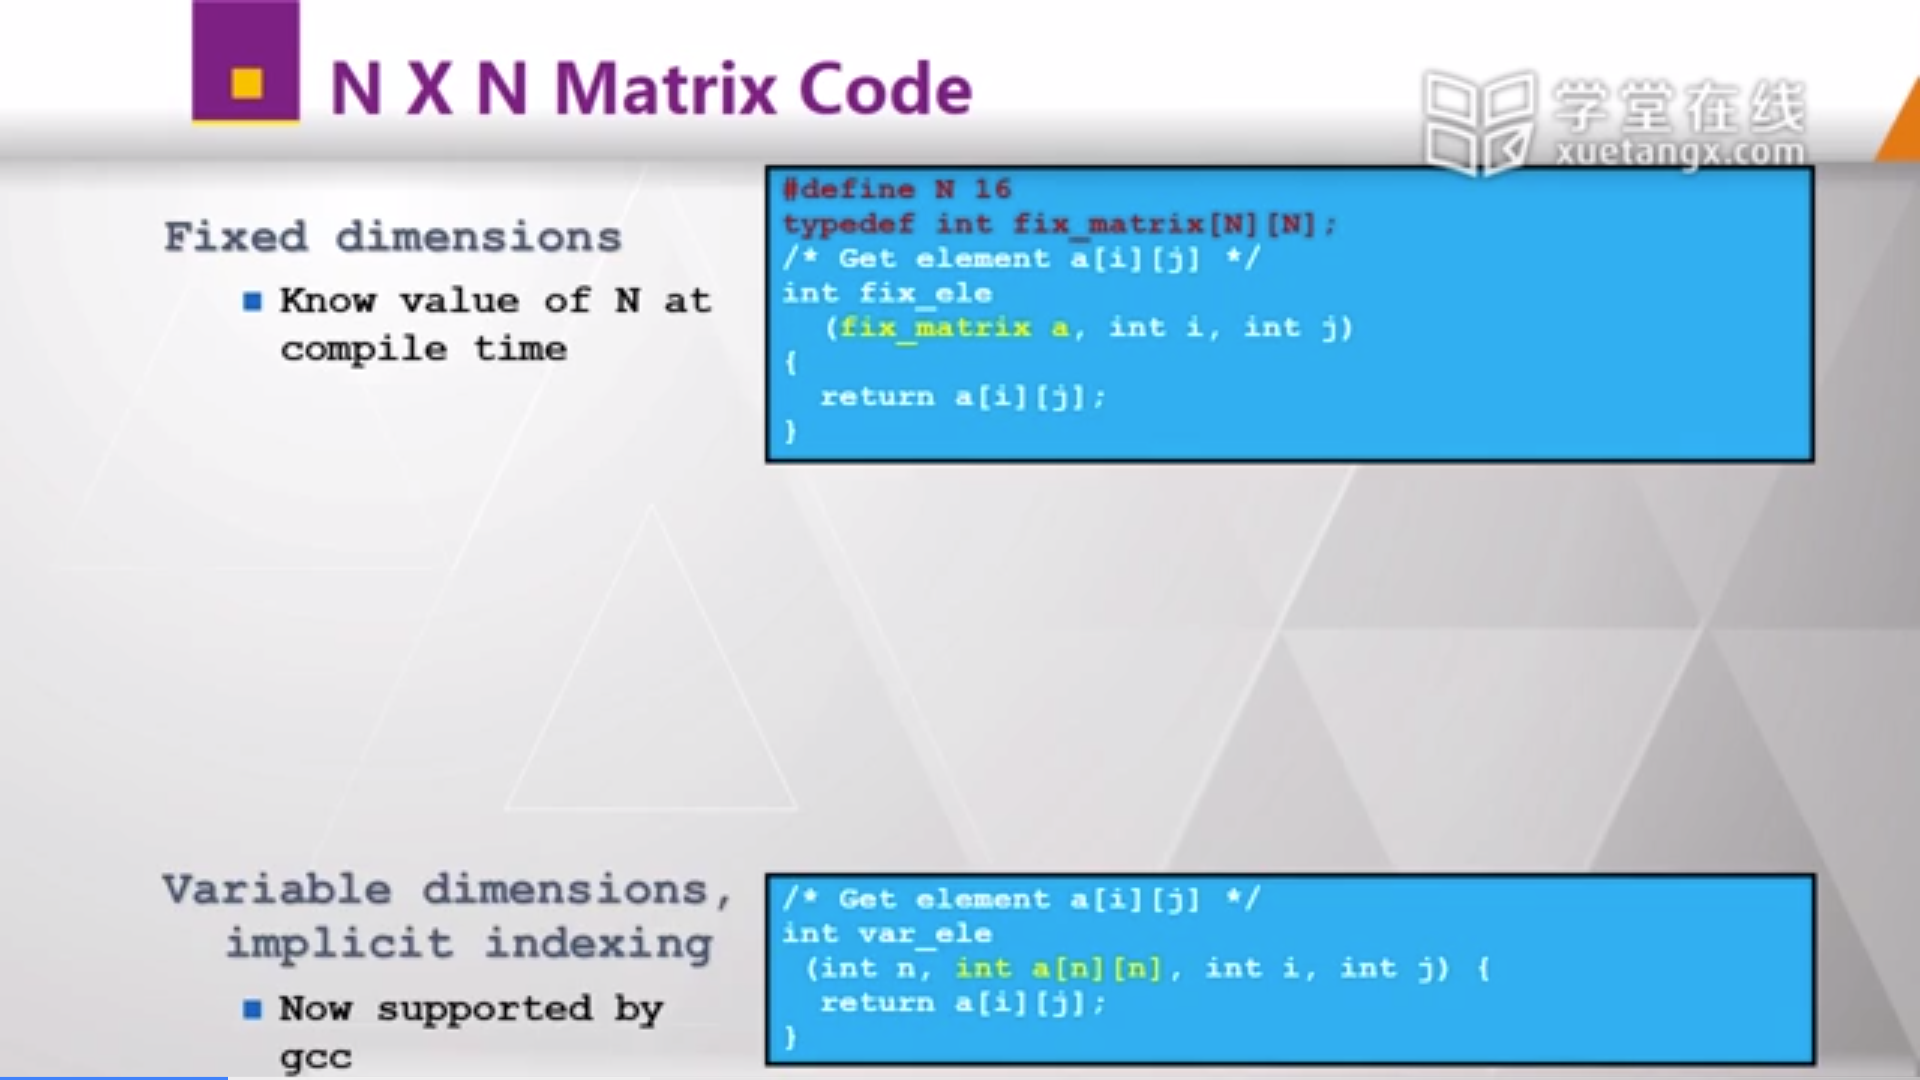 N X N Matrix Code
学堂在线
xuetangx.com
Fixed dimensions
Know value of N at
compile time
#define N 16
typedef int fix_matrix[N][N];
/* Get element a[i][j] */
int fix_ele
(fix_matrix a, int i, int j)
{
return a[i][j];
}
Variable dimensions,
implicit indexing
Now supported by
gcc
/* Get element a[i][j] */
int var_ele
(int n, int a[n][n], int i, int j) {
return a[i][j];
}